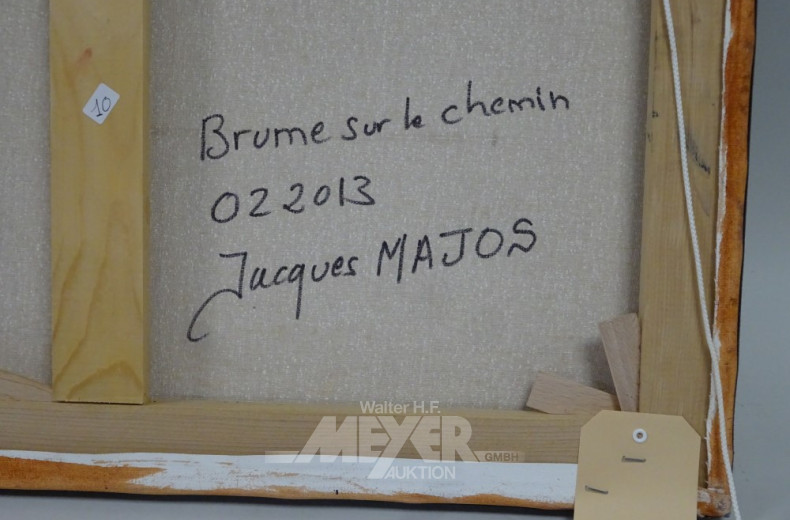 10
Brume sur le chemin
02 2013
Jacques MAJOS
Walter H.F.
MEYER
GMBH
AUKTION